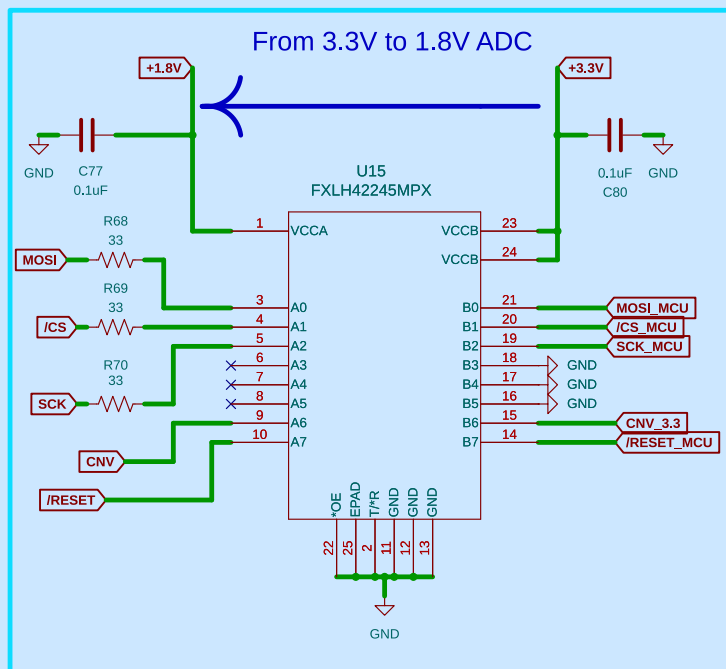 From 3.3V to 1.8V ADC
+1.8V
+3.3V
GND
C77
0.1uF
0.1uF
C80
GND
U15
FXLH42245MPX
1
VCCA
VCCB
23
VCCB
24
R68
33
MOSI
R69
33
/CS
R70
33
SCK
CNV
/RESET
3
A0
4
A1
5
A2
6
A3
7
A4
8
A5
9
A6
10
A7
B0
21
MOSI_MCU
B1
20
/CS_MCU
B2
19
SCK_MCU
B3
18
GND
B4
17
GND
B5
16
GND
B6
15
CNV_3.3
B7
14
/RESET_MCU
*OE
EPAD
T/*R
GND
GND
GND
22
25
2
11
12
13
GND